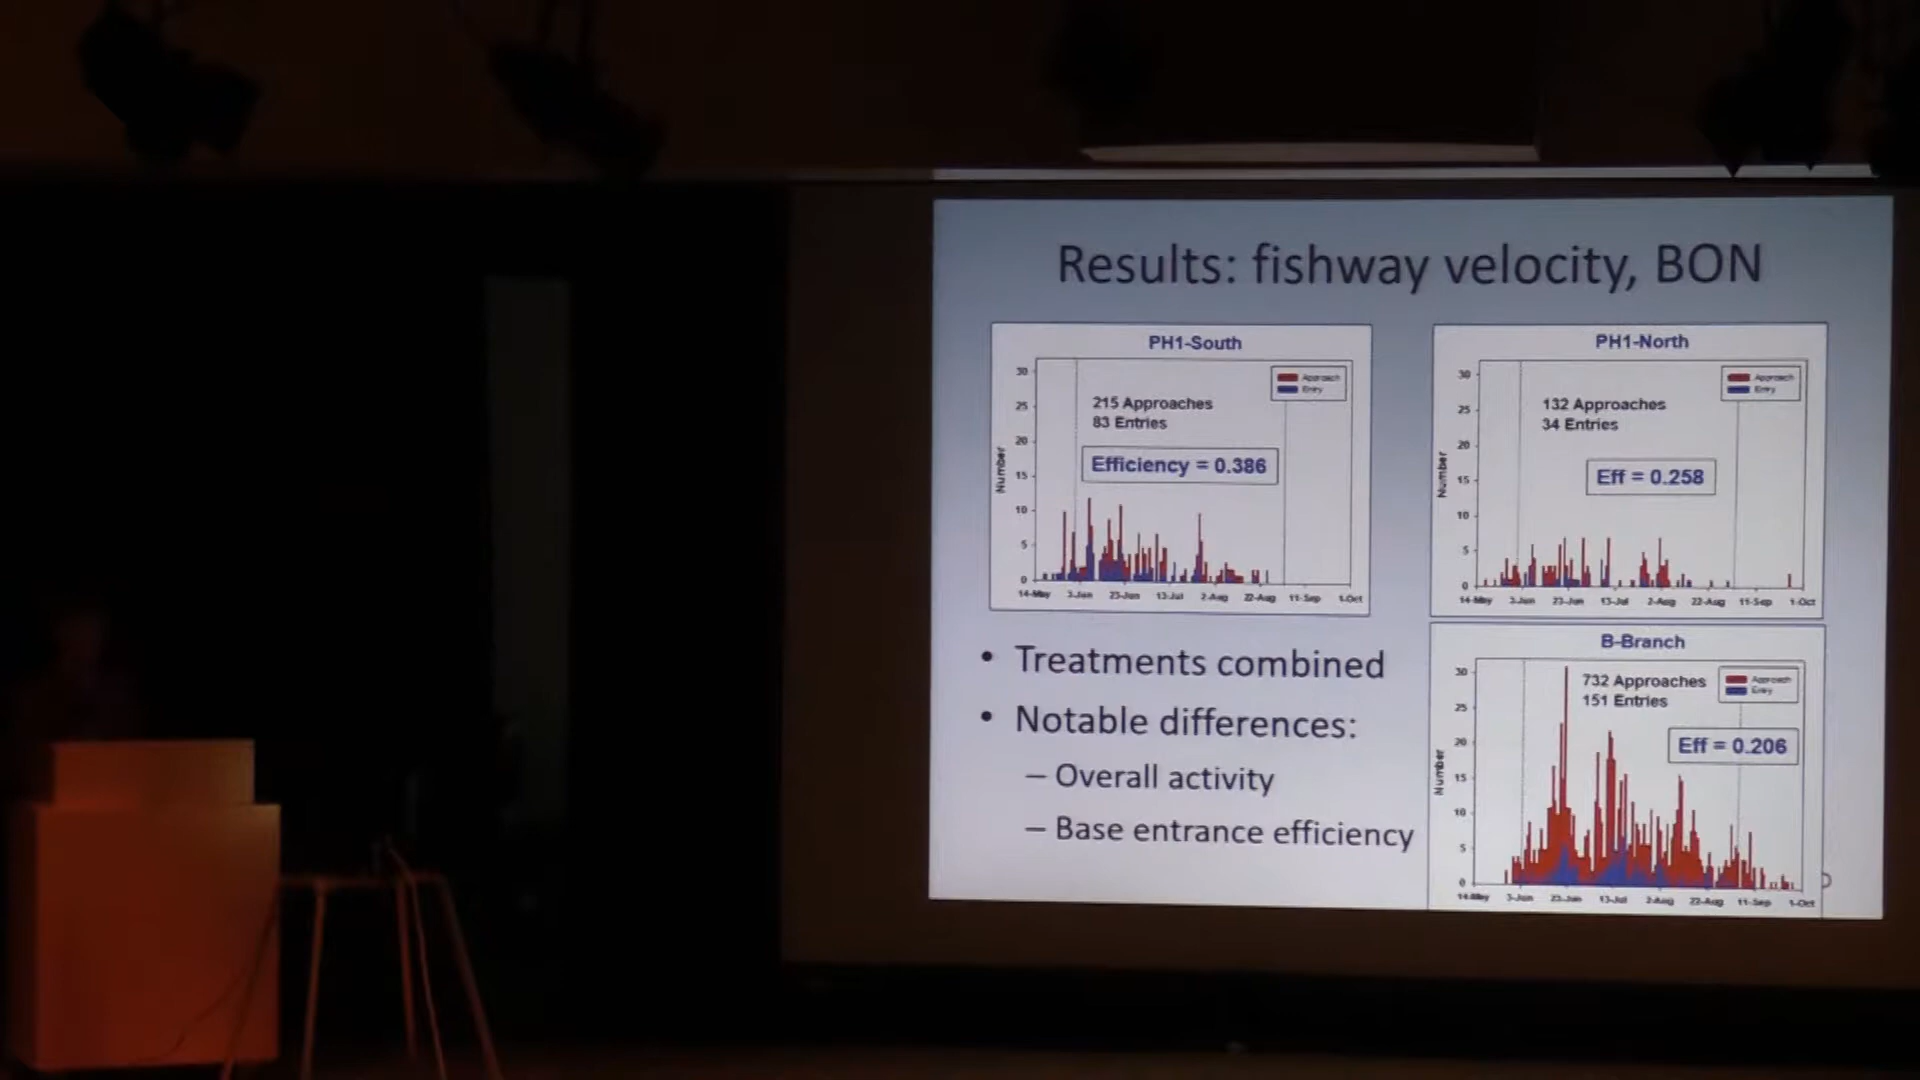 Results: fishway velocity, BON
PH1-South
Approach
Entry
215 Approaches
83 Entries
Efficiency = 0.386
Number
30
25
20
15
10
5
0
14-May 3-Jun 23-Jun 13-Jul 2-Aug 22-Aug 11-Sep 1-Oct
PH1-North
Approach
Entry
132 Approaches
34 Entries
Eff = 0.258
Number
30
25
20
15
10
5
0
14-May 3-Jun 23-Jun 13-Jul 2-Aug 22-Aug 11-Sep 1-Oct
• Treatments combined
• Notable differences:
– Overall activity
– Base entrance efficiency
B-Branch
Approach
Entry
732 Approaches
151 Entries
Eff = 0.206
Number
30
25
20
15
10
5
0
14-May 3-Jun 23-Jun 13-Jul 2-Aug 22-Aug 11-Sep 1-Oct